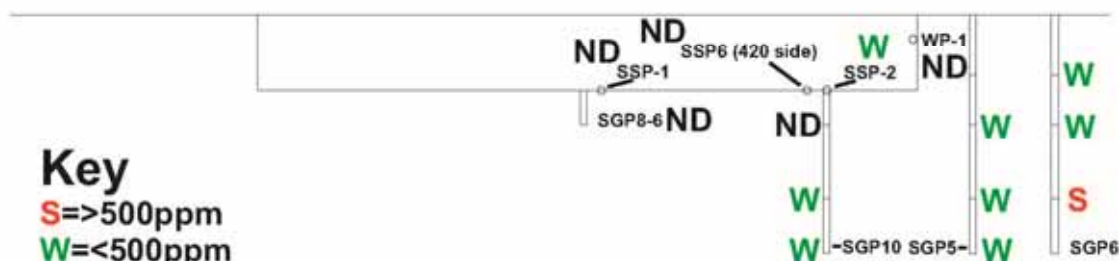 ND
ND
SSP6 (420 side)
W
WP-1
SSP-1
SSP-2
ND
W
SGP8-6 ND
ND
W
W
Key
S=>500ppm
W
W
S
W=<500ppm
W
SGP10
SGP5
W
SGP6